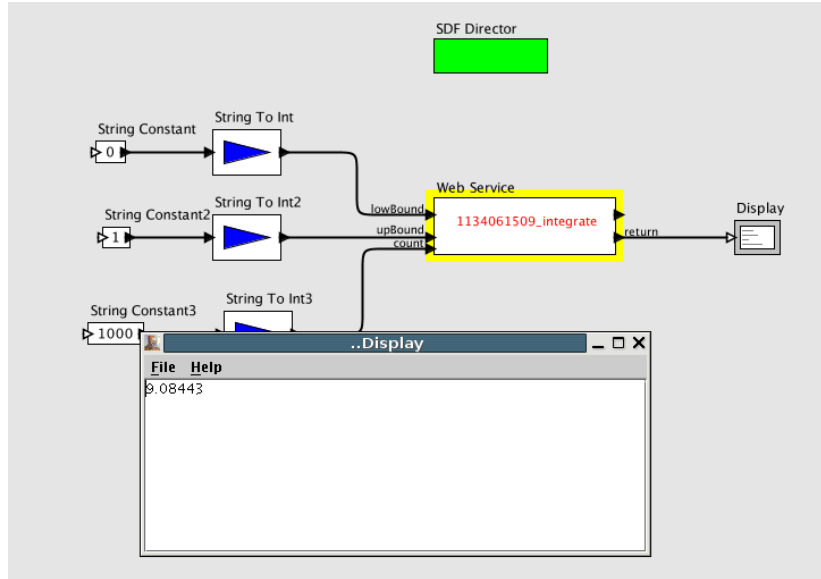 SDF Director
String Constant
0
String To Int
String Constant2
1
String To Int2
String Constant3
1000
String To Int3
Web Service
lowBound
upBound
count
1134061509_integrate
return
Display
..Display
File Help
9.08443